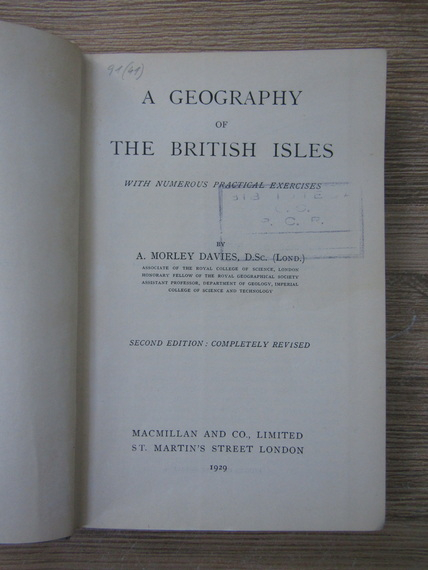 91(41)
A GEOGRAPHY
OF
THE BRITISH ISLES
WITH NUMEROUS PRACTICAL EXERCISES
BY
A. MORLEY DAVIES, D.Sc. (Lond.)
ASSOCIATE OF THE ROYAL COLLEGE OF SCIENCE, LONDON
HONORARY FELLOW OF THE ROYAL GEOGRAPHICAL SOCIETY
ASSISTANT PROFESSOR, DEPARTMENT OF GEOLOGY, IMPERIAL
COLLEGE OF SCIENCE AND TECHNOLOGY
SECOND EDITION: COMPLETELY REVISED
MACMILLAN AND CO., LIMITED
ST. MARTIN'S STREET LONDON
1929